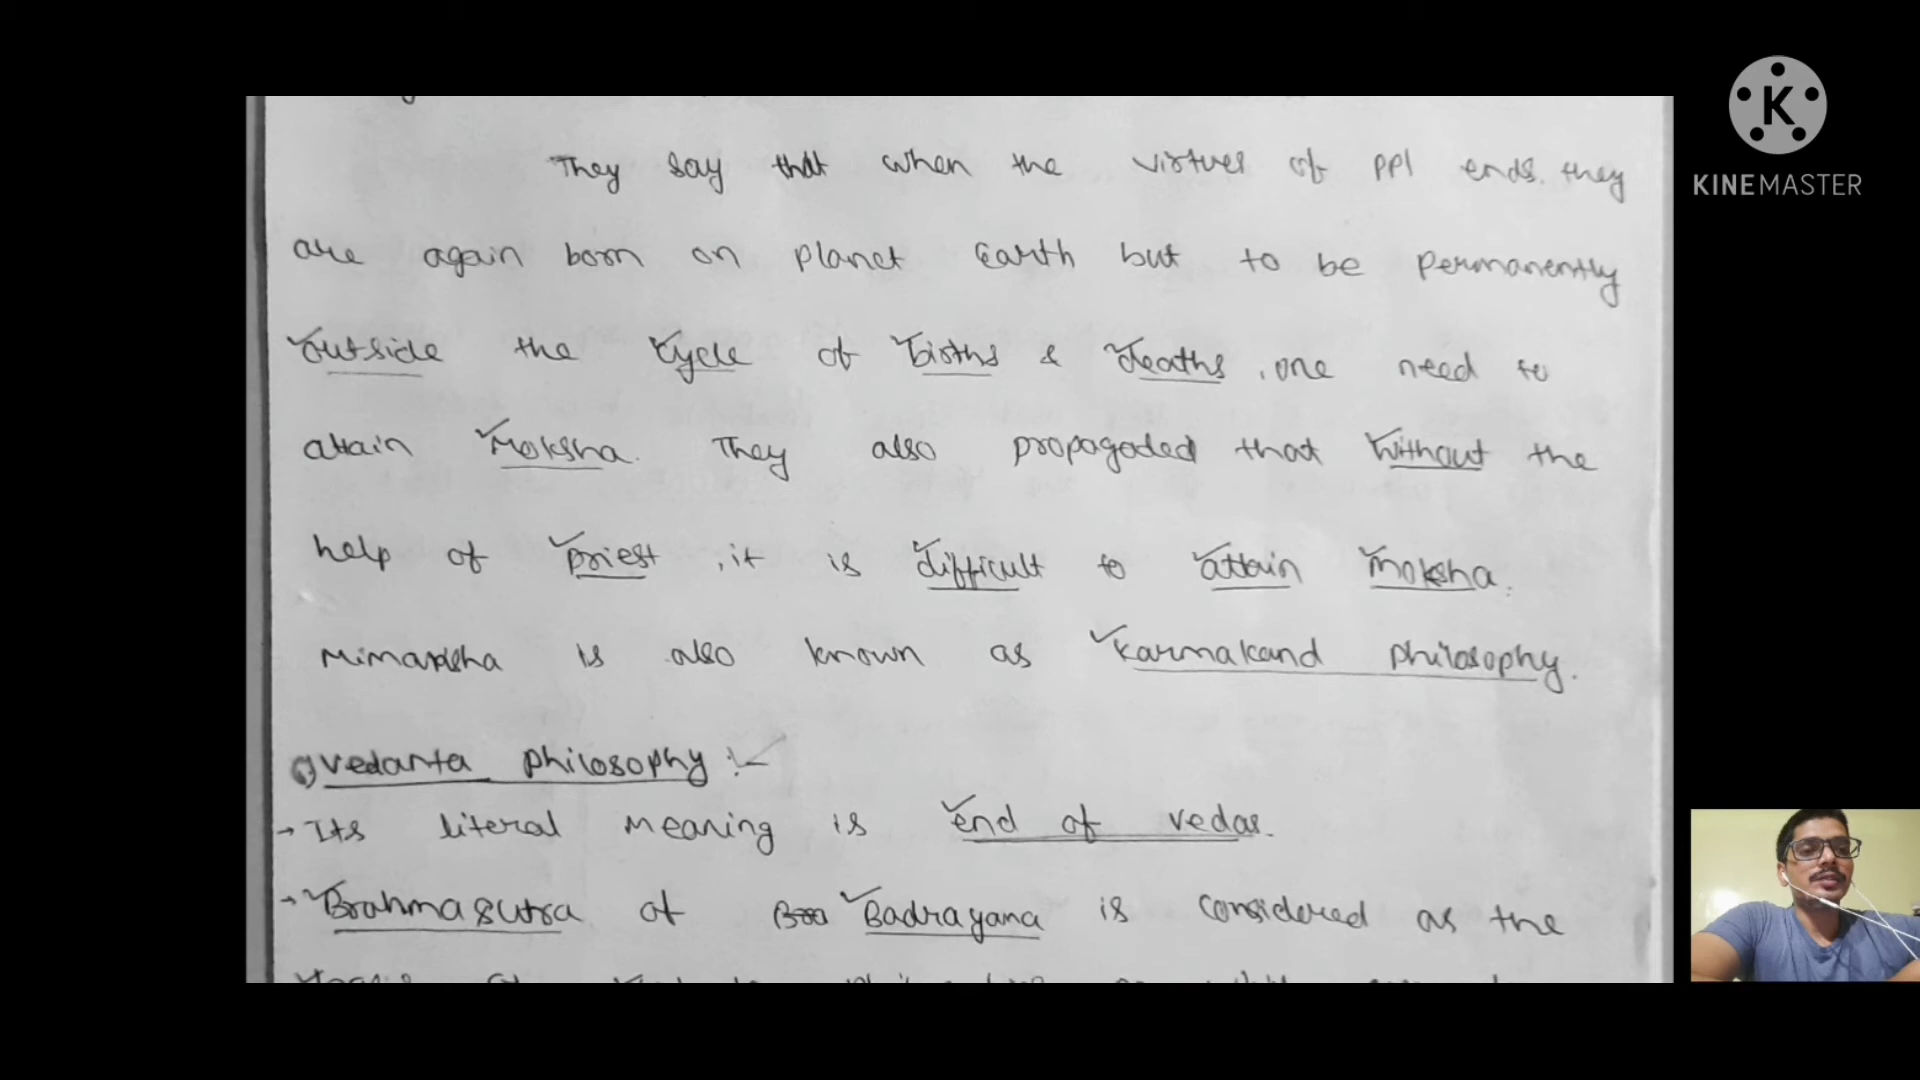 They say that when the virtues of ppl ends. they
are again born on planet Earth but to be permanently
outside the cycle of births & deaths, one need to
attain Moksha. They also propogaded that without the
help of priest, it is difficult to attain moksha.
Mimansha is also known as Karmakand philosophy.
Vedanta philosophy :-
→ Its literal meaning is end of vedas.
→ Brahmasutra of Badrayana is considered as the
K
KINEMASTER